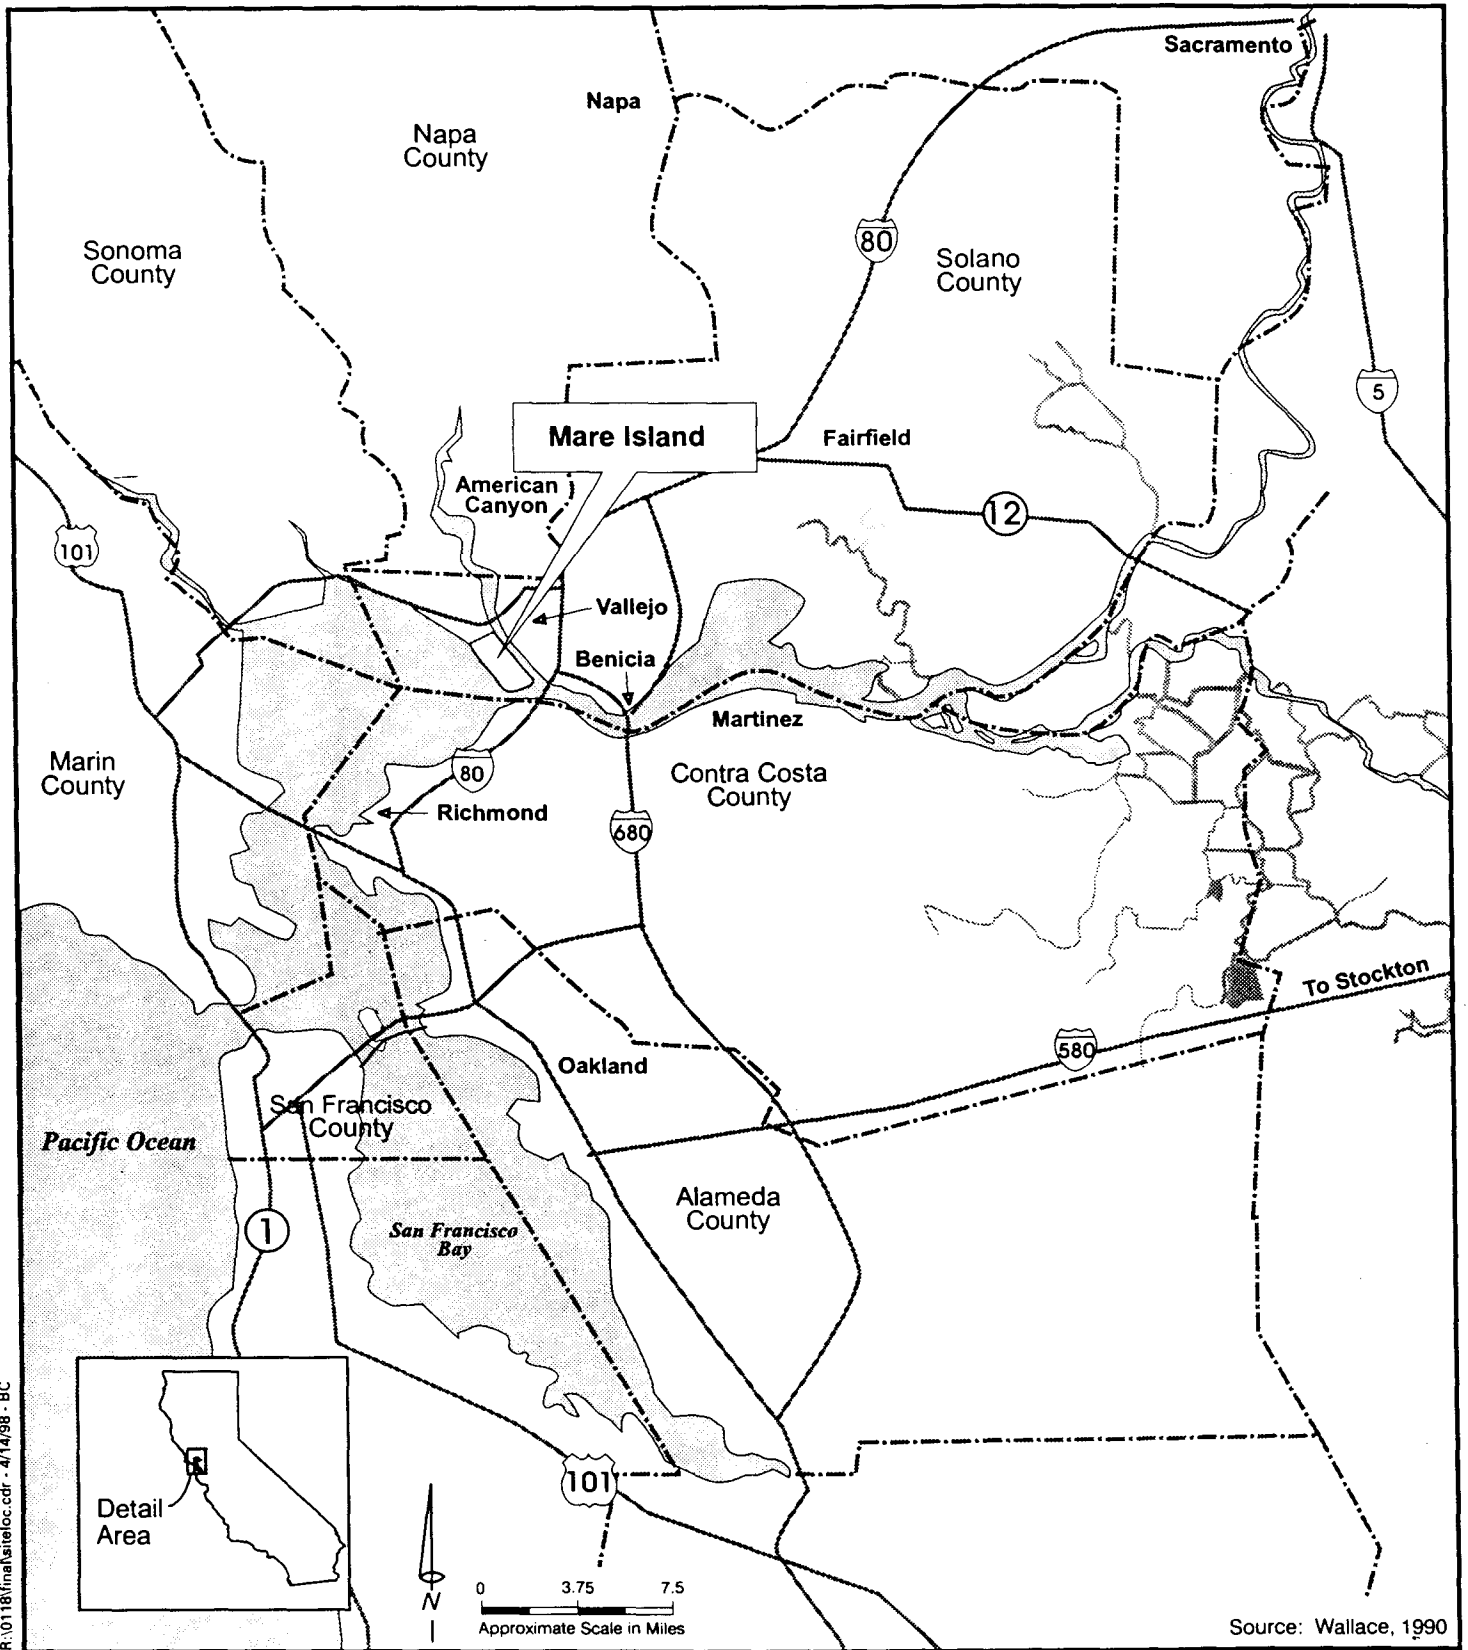 Sacramento
Napa
Napa
County
Sonoma
County
80
Solano
County
5
Mare Island
Fairfield
American
Canyon
12
101
Vallejo
Benicia
Martinez
Marin
County
80
Contra Costa
County
Richmond
680
To Stockton
580
Oakland
San Francisco
County
Pacific Ocean
Alameda
County
1
San Francisco
Bay
101
Detail
Area
N
0 3.75 7.5
Approximate Scale in Miles
Source: Wallace, 1990
R:\0118\final\siteloc.cdr - 4/14/98 - BC